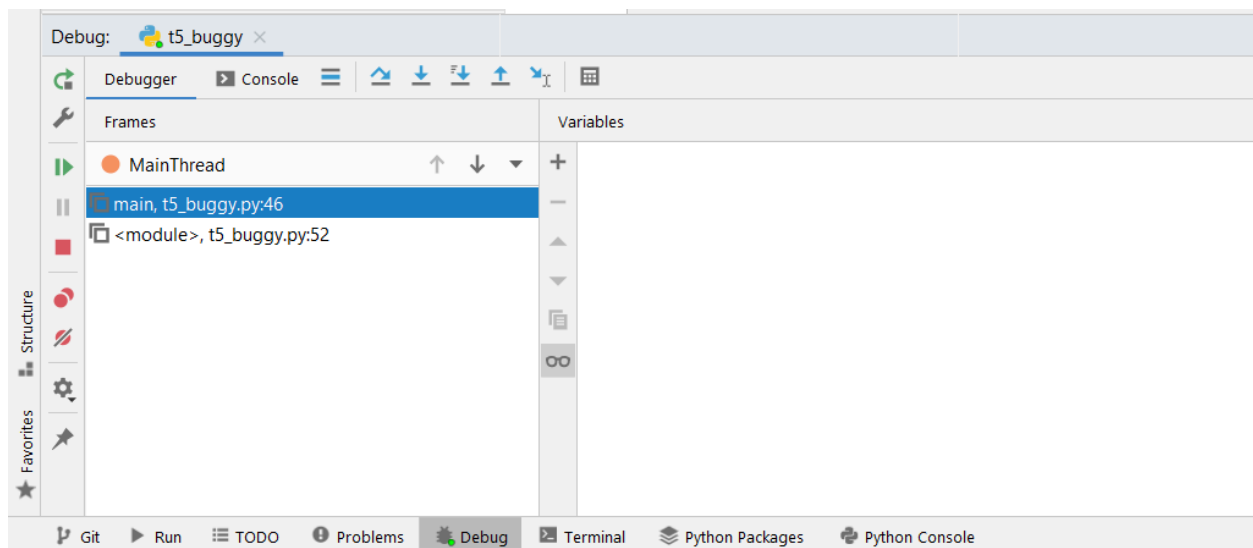 Debug: t5_buggy
Debugger Console
Frames Variables
MainThread
main, t5_buggy.py:46
<module>, t5_buggy.py:52
Structure
Favorites
Git Run TODO Problems Debug Terminal Python Packages Python Console